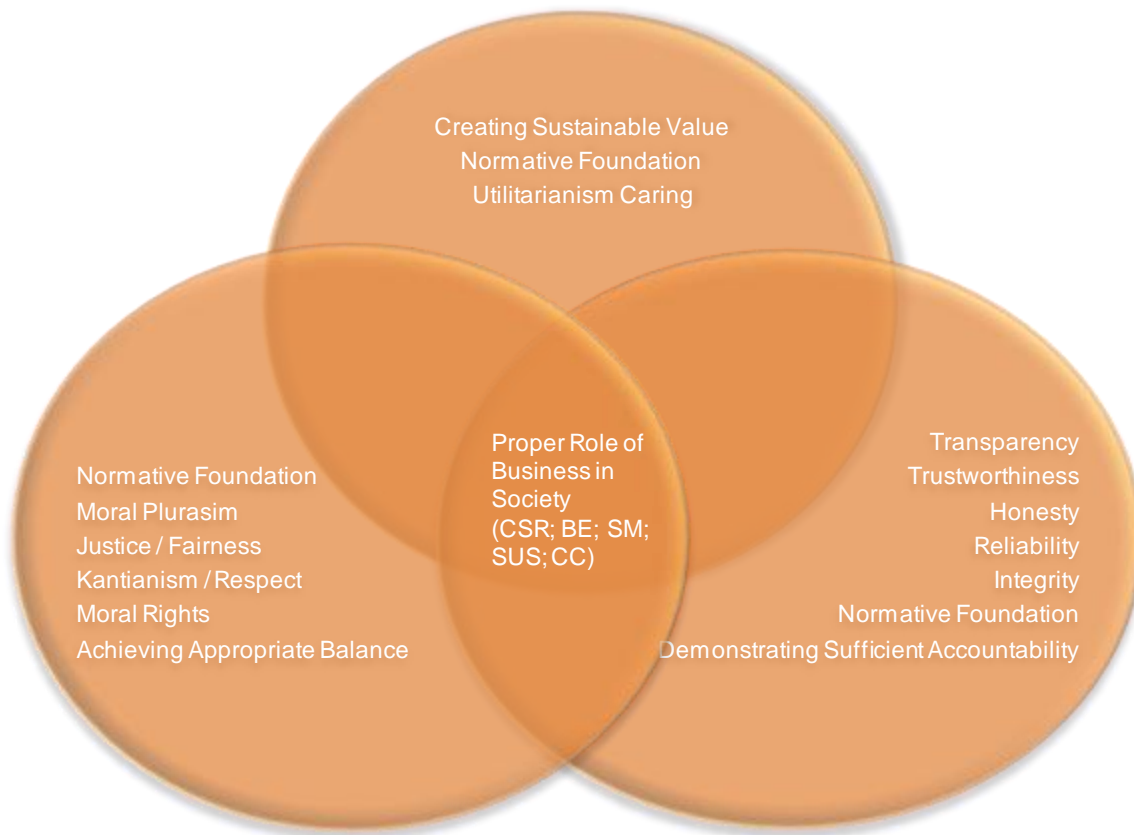 Creating Sustainable Value
Normative Foundation
Utilitarianism Caring
Normative Foundation
Moral Plurasim
Justice / Fairness
Kantianism / Respect
Moral Rights
Achieving Appropriate Balance
Proper Role of
Business in
Society
(CSR; BE; SM;
SUS; CC)
Transparency
Trustworthiness
Honesty
Reliability
Integrity
Normative Foundation
Demonstrating Sufficient Accountability